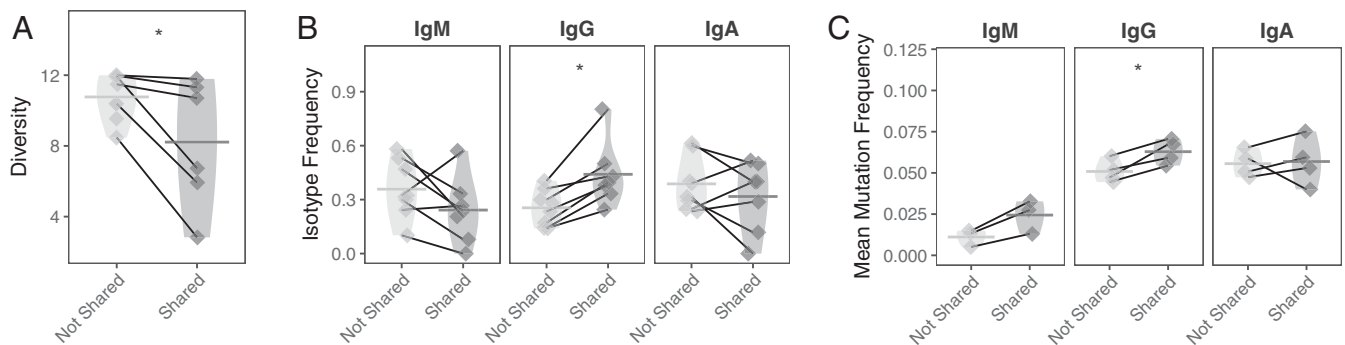 A
Diversity
12
8
4
*
Not Shared
Shared
B
Isotype Frequency
0.9
0.6
0.3
0.0
IgM
IgG
IgA
*
Not Shared
Shared
Not Shared
Shared
Not Shared
Shared
C
Mean Mutation Frequency
0.125
0.100
0.075
0.050
0.025
0.000
IgM
IgG
IgA
*
Not Shared
Shared
Not Shared
Shared
Not Shared
Shared